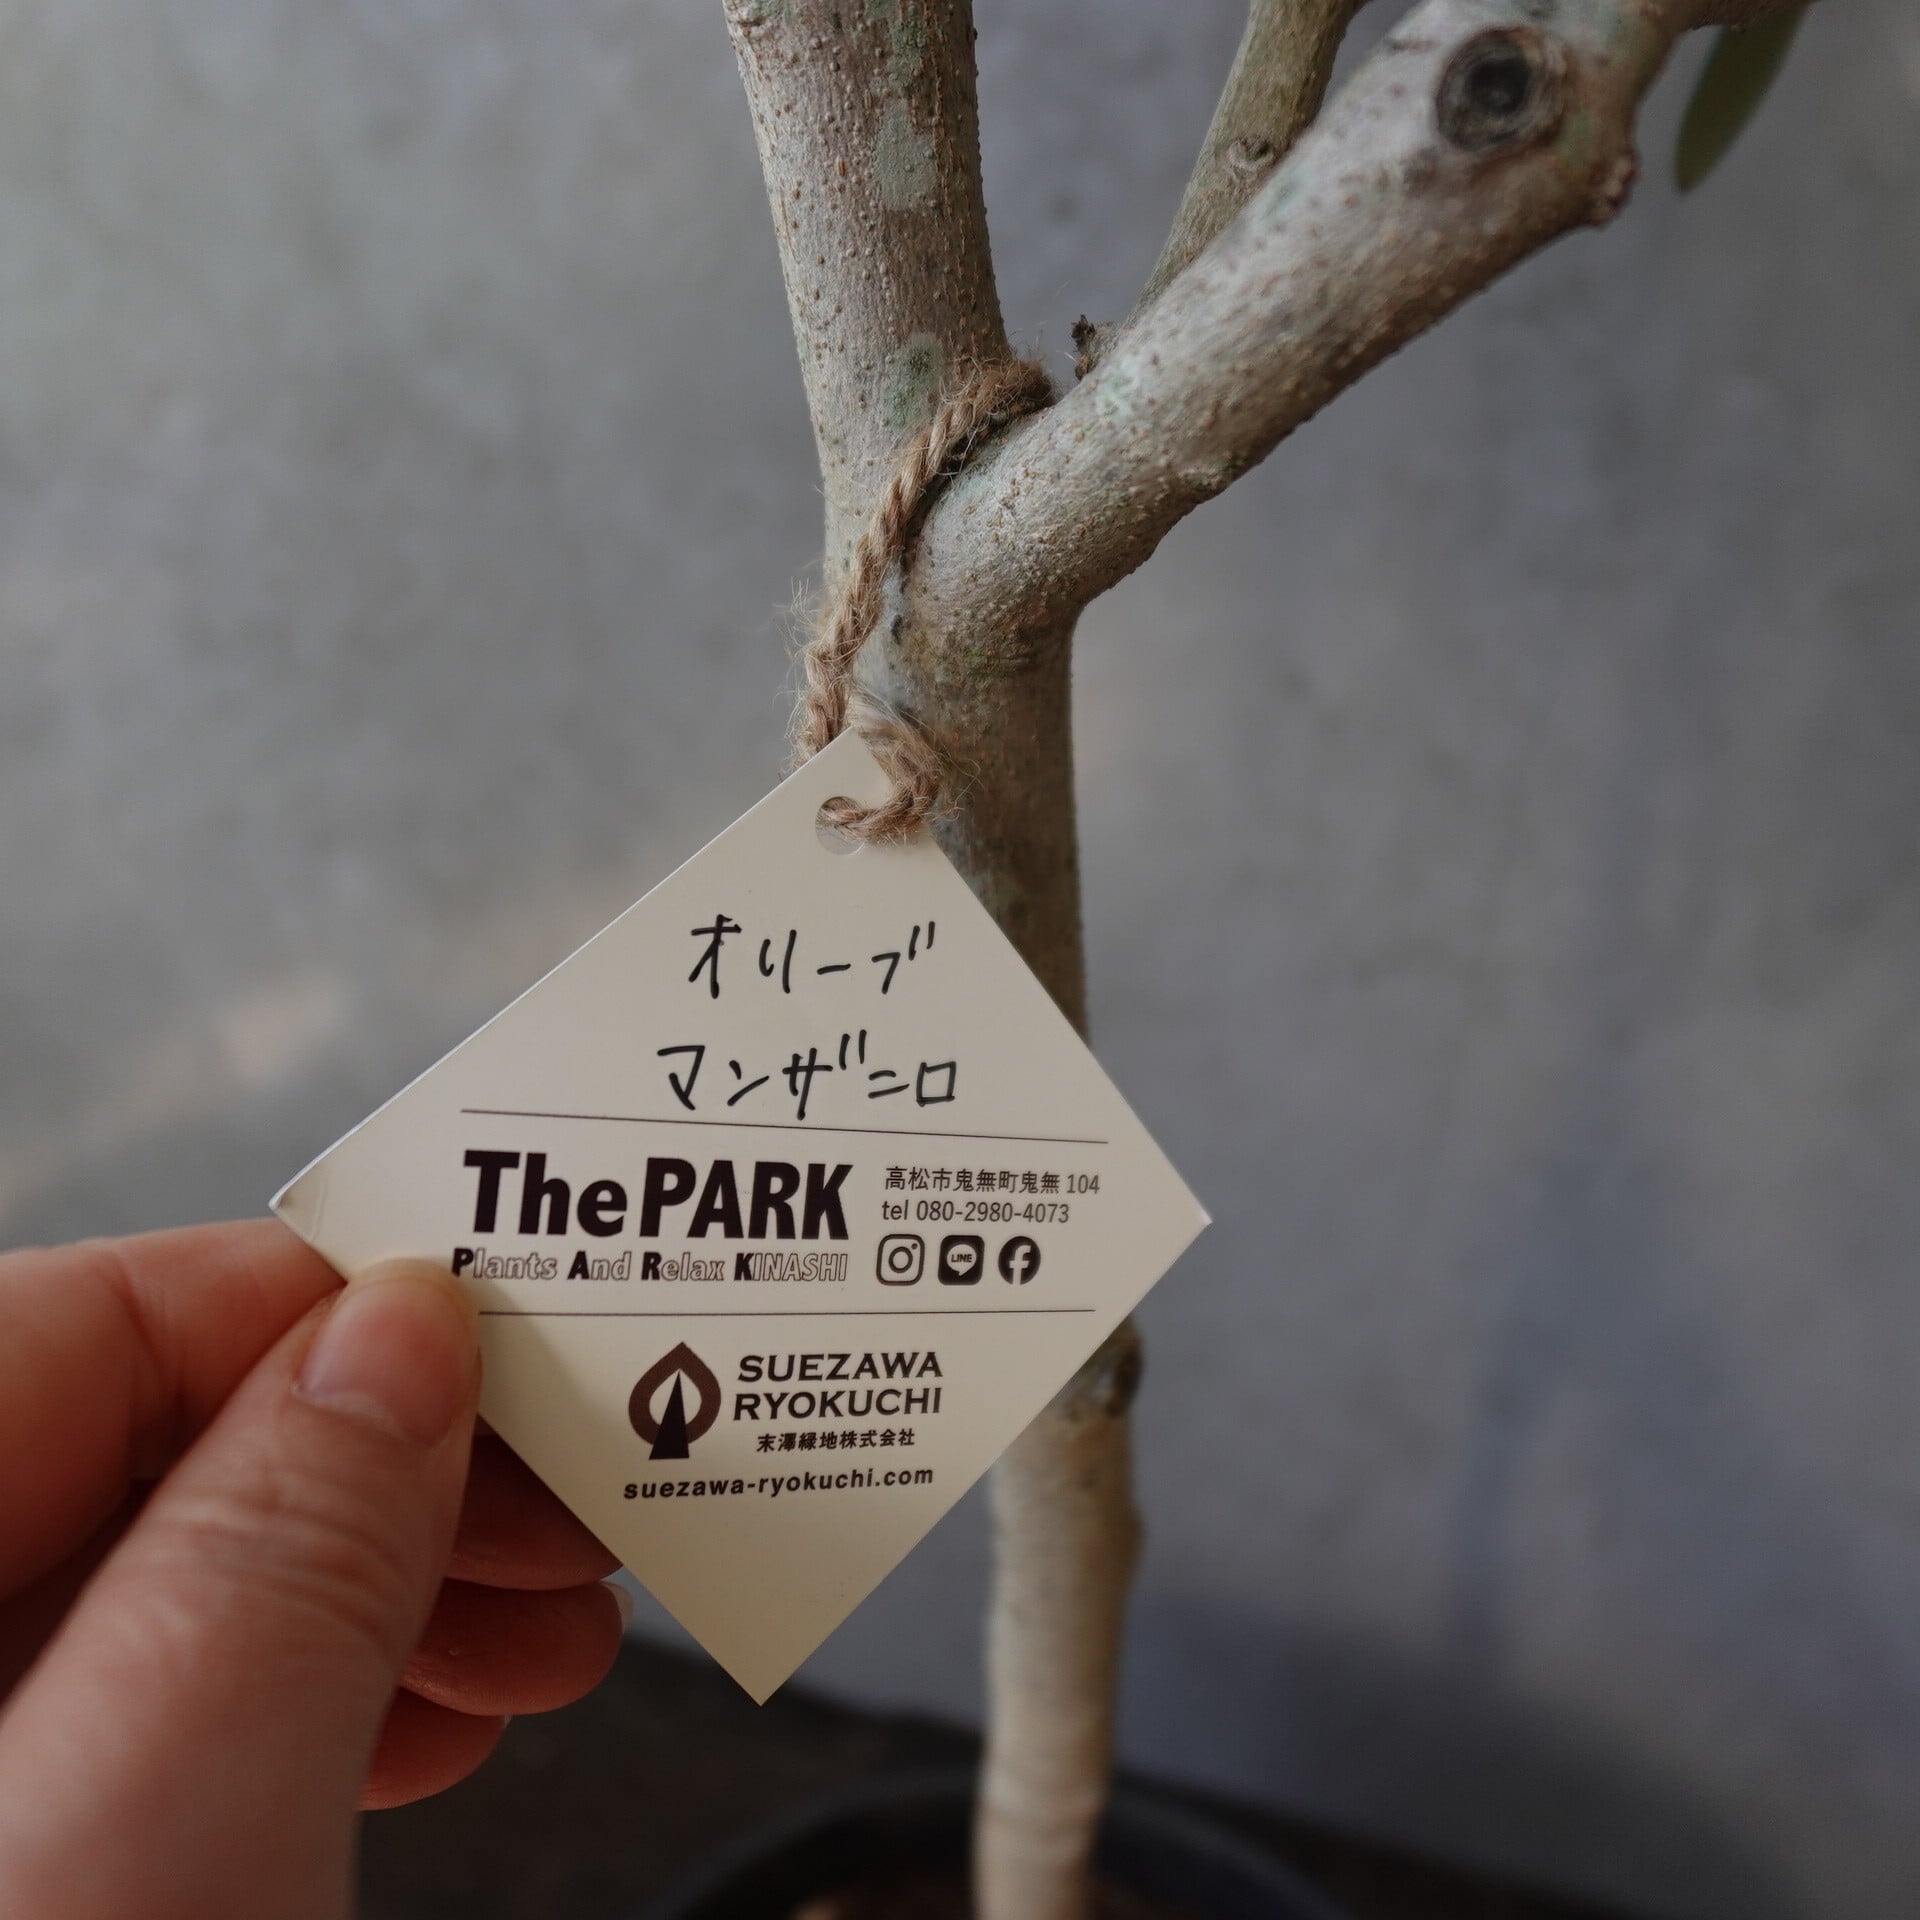 オリーブ
マンザニロ
The PARK
Plants And Relax KINASHI
高松市鬼無町鬼無 104
tel 080-2980-4073
LINE
SUEZAWA
RYOKUCHI
末澤緑地株式会社
suezawa-ryokuchi.com